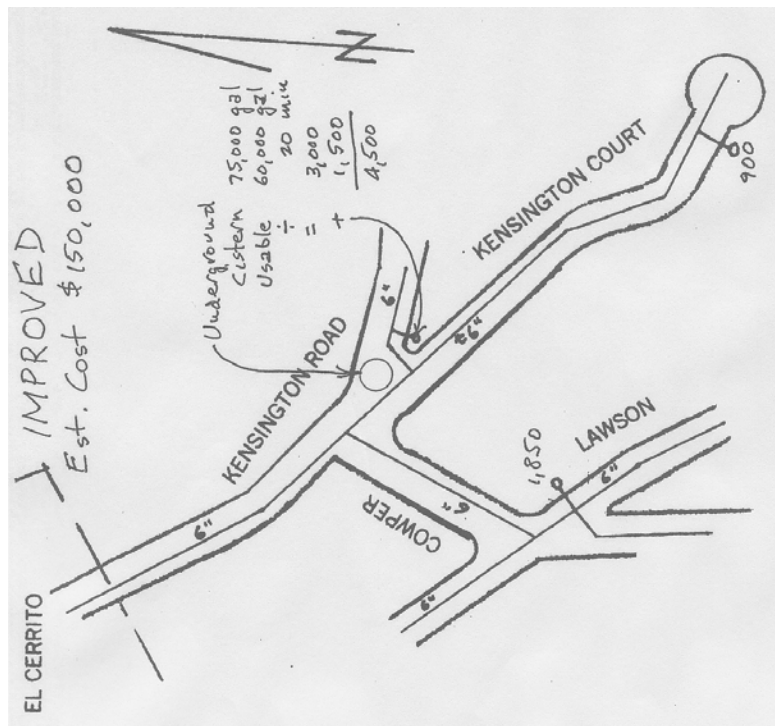 IMPROVED
Est. Cost $150,000
Underground
Cistern 75,000 gal
Usable 60,000 gal
÷ 20 min
= 3,000
+ 1,500
4,500
N
EL CERRITO
KENSINGTON ROAD
6"
6"
KENSINGTON COURT
900
COWPER
6"
6"
LAWSON
6"
1,850